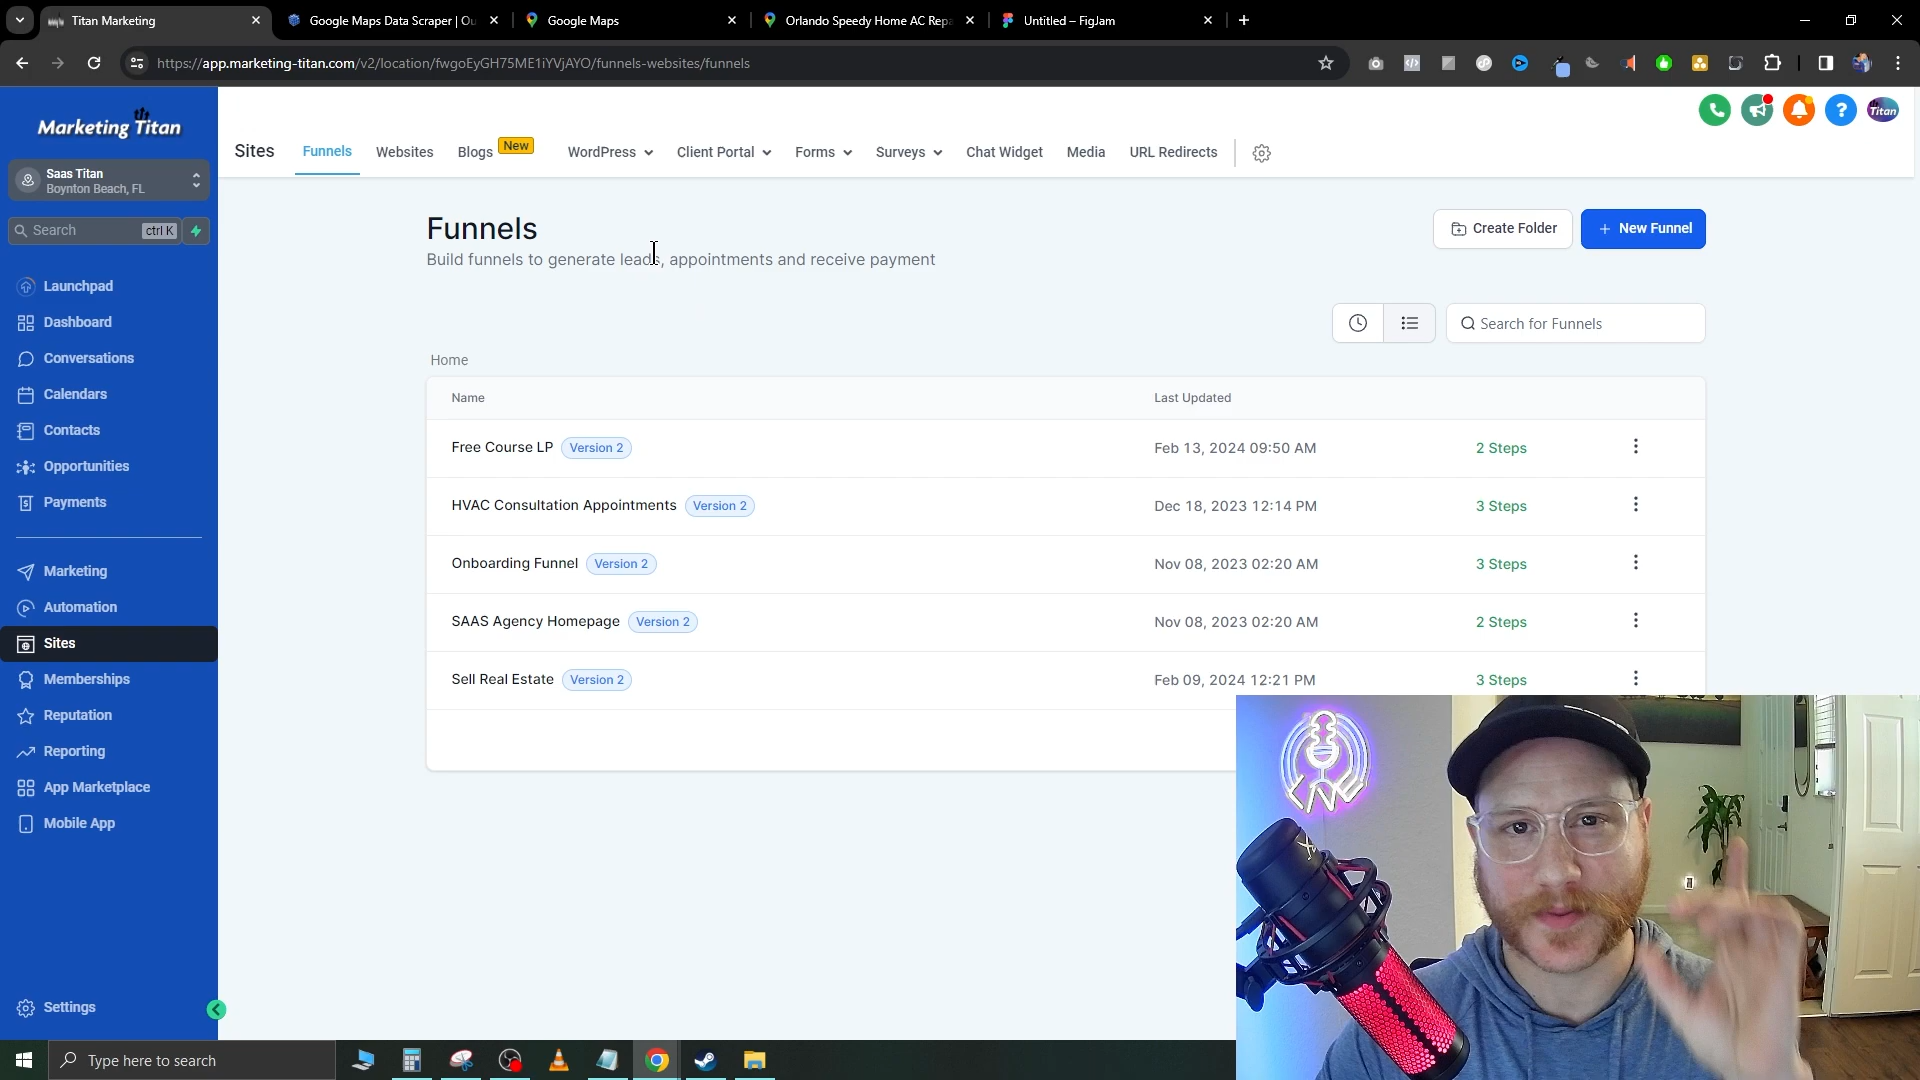 Titan Marketing
Google Maps Data Scraper | Ou
Google Maps
Orlando Speedy Home AC Repa
Untitled – FigJam
https://app.marketing-titan.com/v2/location/fwgoEyGH75ME1iYVjAYO/funnels-websites/funnels
Marketing Titan
Saas Titan
Boynton Beach, FL
Search ctrl K
Launchpad
Dashboard
Conversations
Calendars
Contacts
Opportunities
Payments
Marketing
Automation
Sites
Memberships
Reputation
Reporting
App Marketplace
Mobile App
Settings
Titan
Sites Funnels Websites Blogs New WordPress Client Portal Forms Surveys Chat Widget Media URL Redirects
Funnels
Build funnels to generate leads, appointments and receive payment
Create Folder
+ New Funnel
Search for Funnels
Home
Name Last Updated
Free Course LP Version 2 Feb 13, 2024 09:50 AM 2 Steps
HVAC Consultation Appointments Version 2 Dec 18, 2023 12:14 PM 3 Steps
Onboarding Funnel Version 2 Nov 08, 2023 02:20 AM 3 Steps
SAAS Agency Homepage Version 2 Nov 08, 2023 02:20 AM 2 Steps
Sell Real Estate Version 2 Feb 09, 2024 12:21 PM 3 Steps
Type here to search